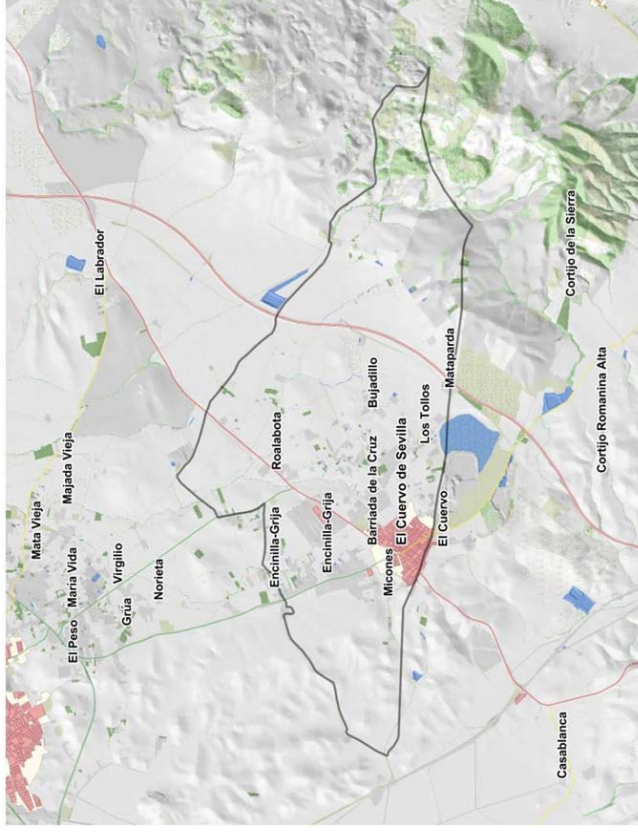 Mata Vieja
Majada Vieja
El Labrador
El Peso
María Vida
Virgilio
Grúa
Norieta
Encinilla-Grija
Roalabota
Encinilla-Grija
Micones
Barriada de la Cruz
Bujadillo
El Cuervo de Sevilla
Los Tollos
El Cuervo
Mataparda
Casablanca
Cortijo Romanina Alta
Cortijo de la Sierra